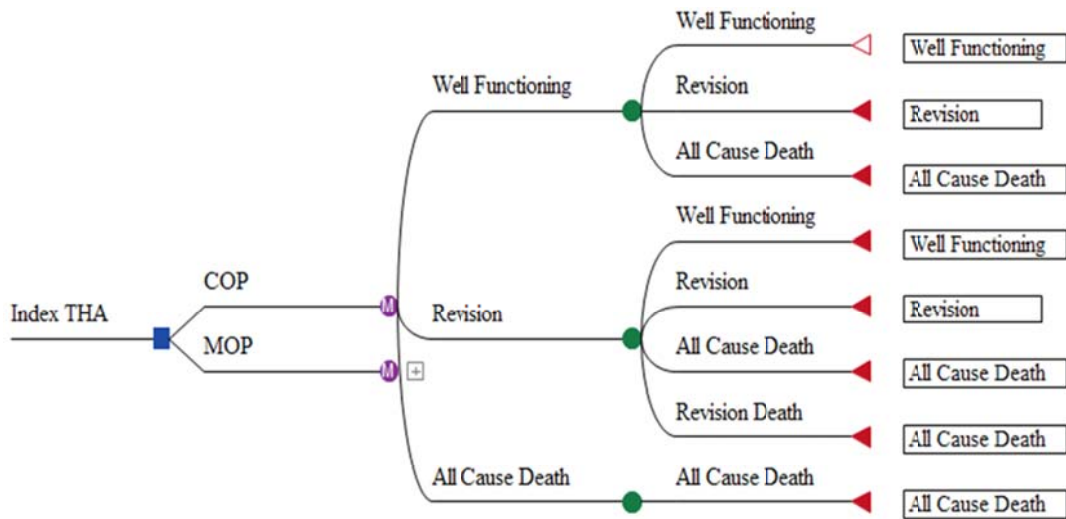 Index THA
COP
MOP
M
M
+
Well Functioning
Well Functioning
Well Functioning
Revision
Revision
All Cause Death
All Cause Death
Revision
Well Functioning
Well Functioning
Revision
Revision
All Cause Death
All Cause Death
Revision Death
All Cause Death
All Cause Death
All Cause Death
All Cause Death